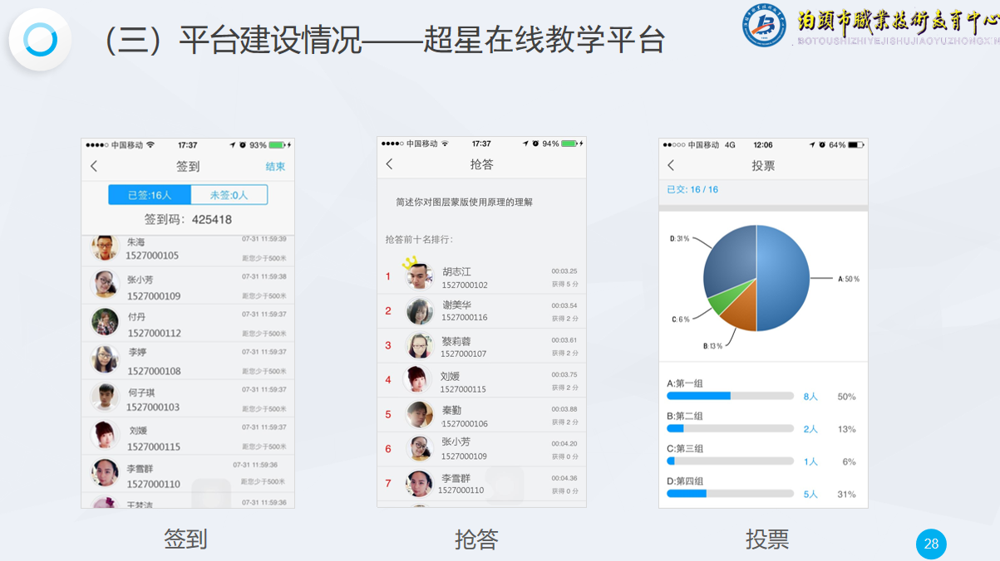 （三）平台建设情况——超星在线教学平台
泊頭市職業技術教育中心
BOTOUSHIZHIYEJISHUJIAOYUZHONGXIN
中国移动 17:37 93%
签到 结束
已签:16人 未签:0人
签到码: 425418
朱海 07-31 11:59:39
1527000105 距您少于500米
张小芳 07-31 11:59:38
1527000109 距您少于500米
付丹 07-31 11:59:37
1527000112 距您少于500米
李婷 07-31 11:59:37
1527000108 距您少于500米
何子琪 07-31 11:59:37
1527000103 距您少于500米
刘媛 07-31 11:59:37
1527000115 距您少于500米
李雪群 07-31 11:59:36
1527000110 距您少于500米
王梦洁 07-31 11:59:36
签到
中国移动 17:37 94%
抢答
简述你对图层蒙版使用原理的理解
抢答前十名排行:
1 胡志江 00:03.25
1527000102 获得 5 分
2 谢美华 00:03.54
1527000116 获得 2 分
3 蔡莉蓉 00:03.61
1527000107 获得 2 分
4 刘媛 00:03.75
1527000115 获得 2 分
5 秦勤 00:03.88
1527000106 获得 2 分
6 张小芳 00:04.20
1527000109 获得 0 分
7 李雪群 00:04.36
1527000110 获得 0 分
抢答
中国移动 4G 12:06 64%
投票
已交: 16 / 16
D: 31%
A: 50 %
C: 6 %
B: 13 %
A:第一组
8人 50%
B:第二组
2人 13%
C:第三组
1人 6%
D:第四组
5人 31%
投票
28